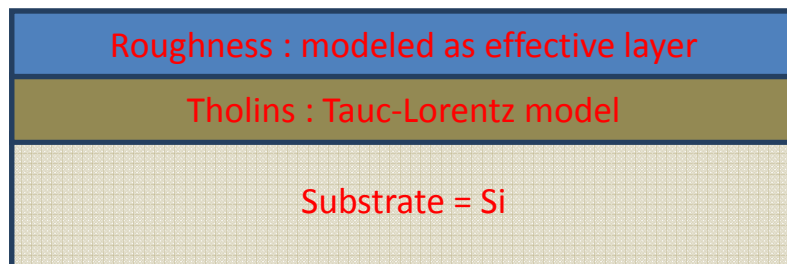 Roughness : modeled as effective layer
Tholins : Tauc-Lorentz model
Substrate = Si